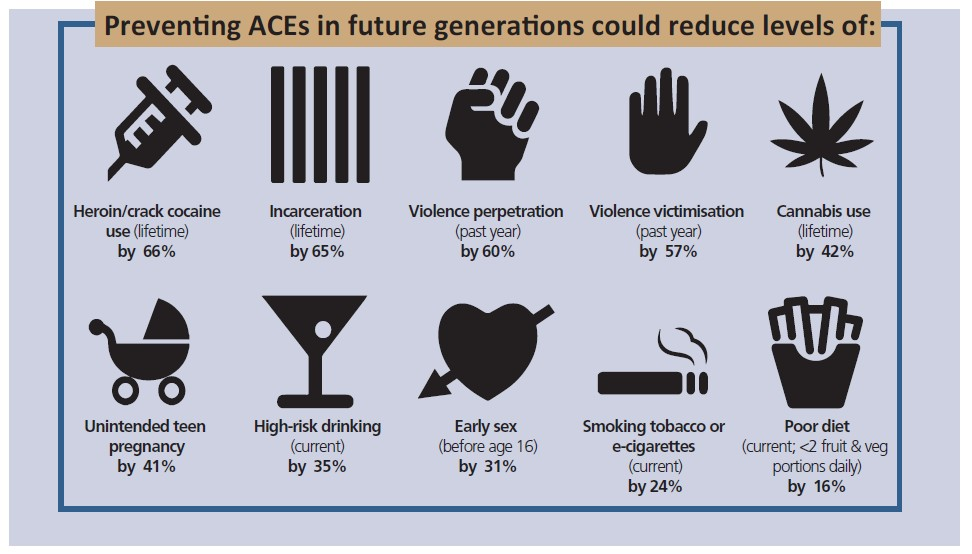 Preventing ACEs in future generations could reduce levels of:
Heroin/crack cocaine
use (lifetime)
by 66%
Incarceration
(lifetime)
by 65%
Violence perpetration
(past year)
by 60%
Violence victimisation
(past year)
by 57%
Cannabis use
(lifetime)
by 42%
Unintended teen
pregnancy
by 41%
High-risk drinking
(current)
by 35%
Early sex
(before age 16)
by 31%
Smoking tobacco or
e-cigarettes
(current)
by 24%
Poor diet
(current; <2 fruit & veg
portions daily)
by 16%